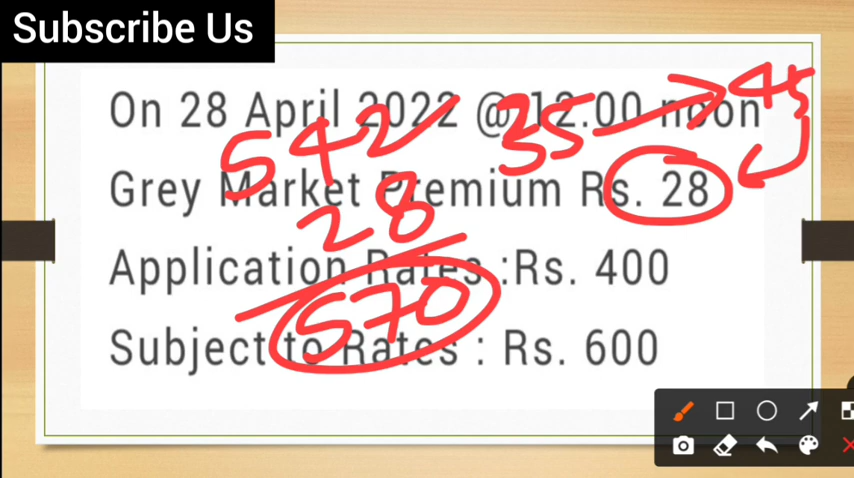 Subscribe Us
On 28 April 2022 @ 12.00 noon
35 → 45
542
Grey Market Premium Rs. 28
28
Application Rates :Rs. 400
570
Subject to Rates : Rs. 600